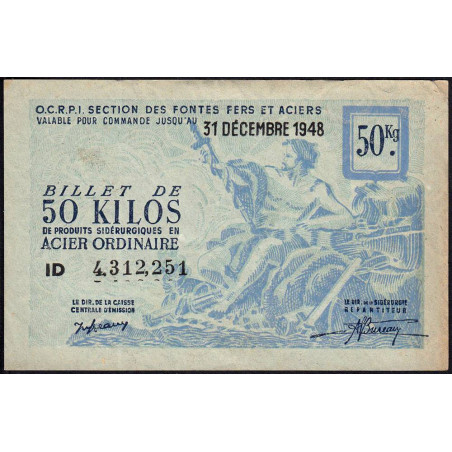 O.C.R.P.I. SECTION DES FONTES FERS ET ACIERS
VALABLE POUR COMMANDE JUSQU'AU 31 DÉCEMBRE 1948
50 Kg.
BILLET DE
50 KILOS
DE PRODUITS SIDÉRURGIQUES EN
ACIER ORDINAIRE
ID 4.312,251
LE DIR. DE LA CAISSE
CENTRALE D'ÉMISSION
LE DIR. DE LA SIDÉRURGIE
RÉPARTITEUR